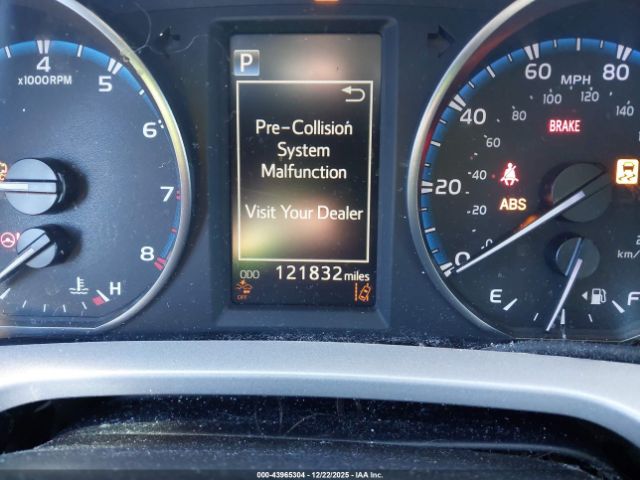 4
5
6
7
8
x1000RPM
H
P
Pre-Collision
System
Malfunction
Visit Your Dealer
ODO 121832 miles
OFF
0
20
40
60
80
MPH
20
40
60
80
100
120
140
km/
BRAKE
ABS
E
F
000-43965304 | 12/22/2025 - IAA Inc.